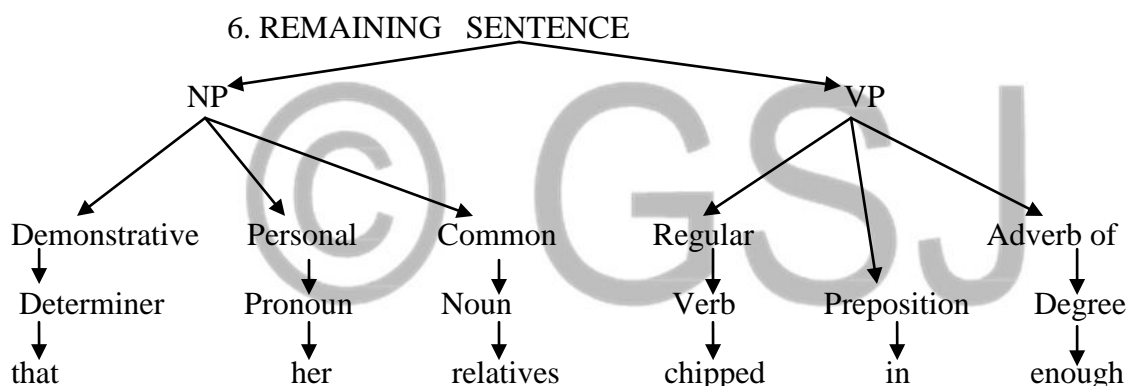 6. REMAINING SENTENCE
NP VP
Demonstrative Personal Common Regular Adverb of
Determiner Pronoun Noun Verb Preposition Degree
that her relatives chipped in enough
© GSJ